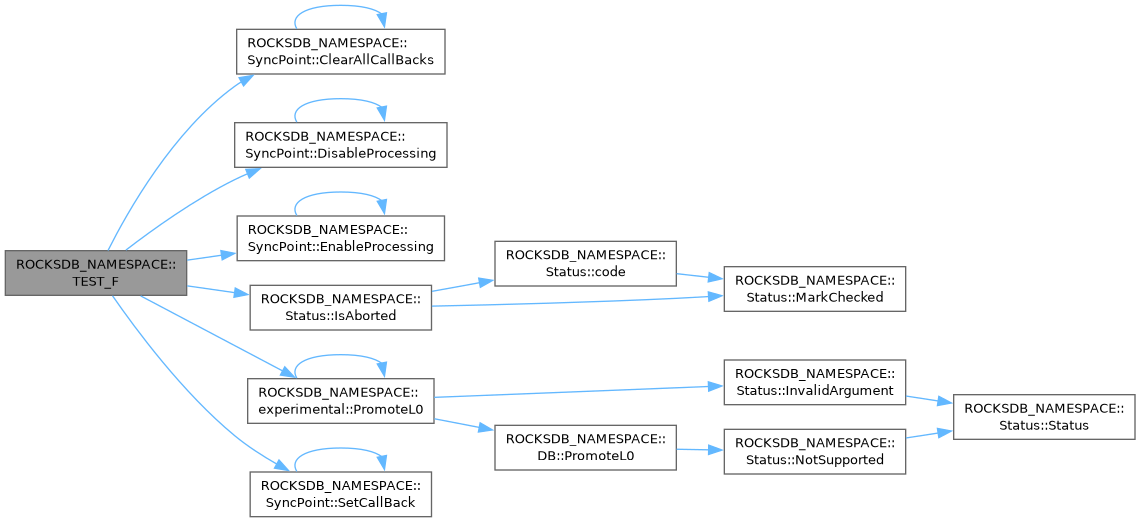 ROCKSDB_NAMESPACE::
SyncPoint::ClearAllCallBacks
ROCKSDB_NAMESPACE::
SyncPoint::DisableProcessing
ROCKSDB_NAMESPACE::
SyncPoint::EnableProcessing
ROCKSDB_NAMESPACE::
TEST_F
ROCKSDB_NAMESPACE::
Status::code
ROCKSDB_NAMESPACE::
Status::MarkChecked
ROCKSDB_NAMESPACE::
Status::IsAborted
ROCKSDB_NAMESPACE::
experimental::PromoteL0
ROCKSDB_NAMESPACE::
Status::InvalidArgument
ROCKSDB_NAMESPACE::
Status::Status
ROCKSDB_NAMESPACE::
DB::PromoteL0
ROCKSDB_NAMESPACE::
Status::NotSupported
ROCKSDB_NAMESPACE::
SyncPoint::SetCallBack